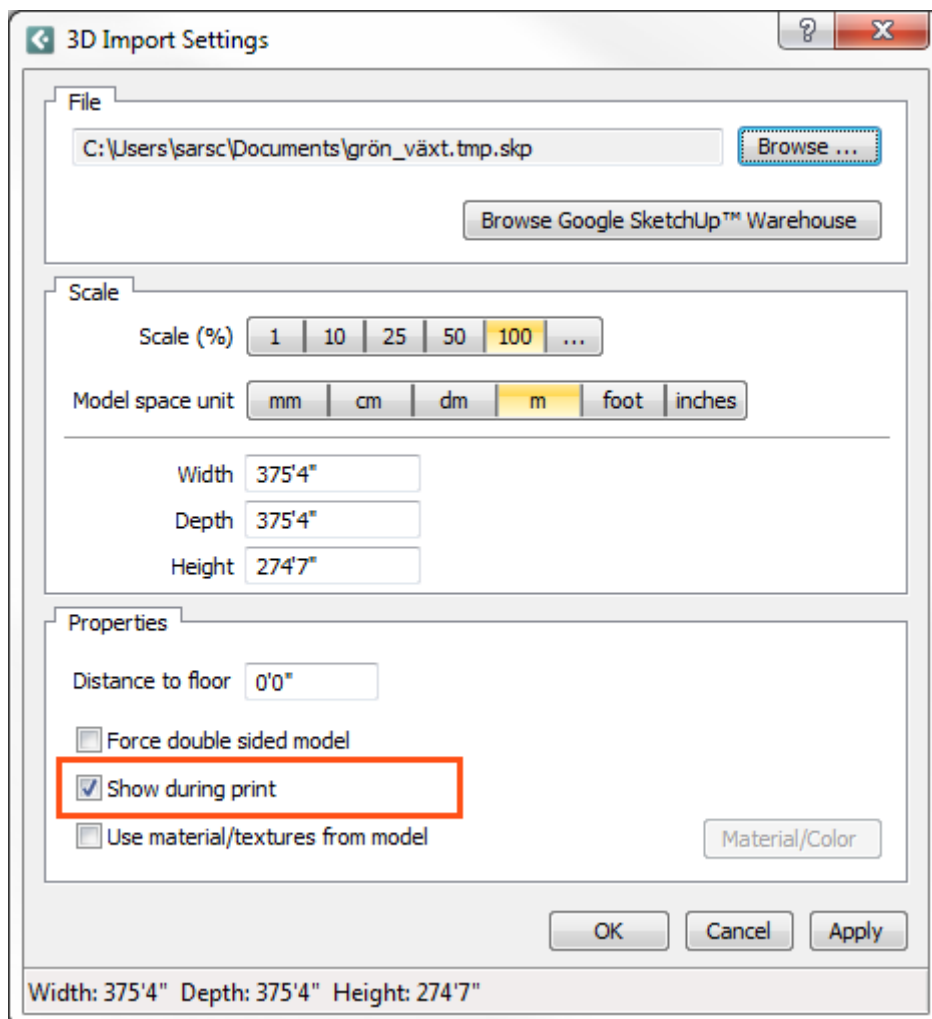 3D Import Settings
File
C:\Users\sarsc\Documents\grön_växt.tmp.skp Browse ...
Browse Google SketchUp™ Warehouse
Scale
Scale (%) 1 10 25 50 100 ...
Model space unit mm cm dm m foot inches
Width 375'4"
Depth 375'4"
Height 274'7"
Properties
Distance to floor 0'0"
Force double sided model
Show during print
Use material/textures from model Material/Color
OK Cancel Apply
Width: 375'4" Depth: 375'4" Height: 274'7"